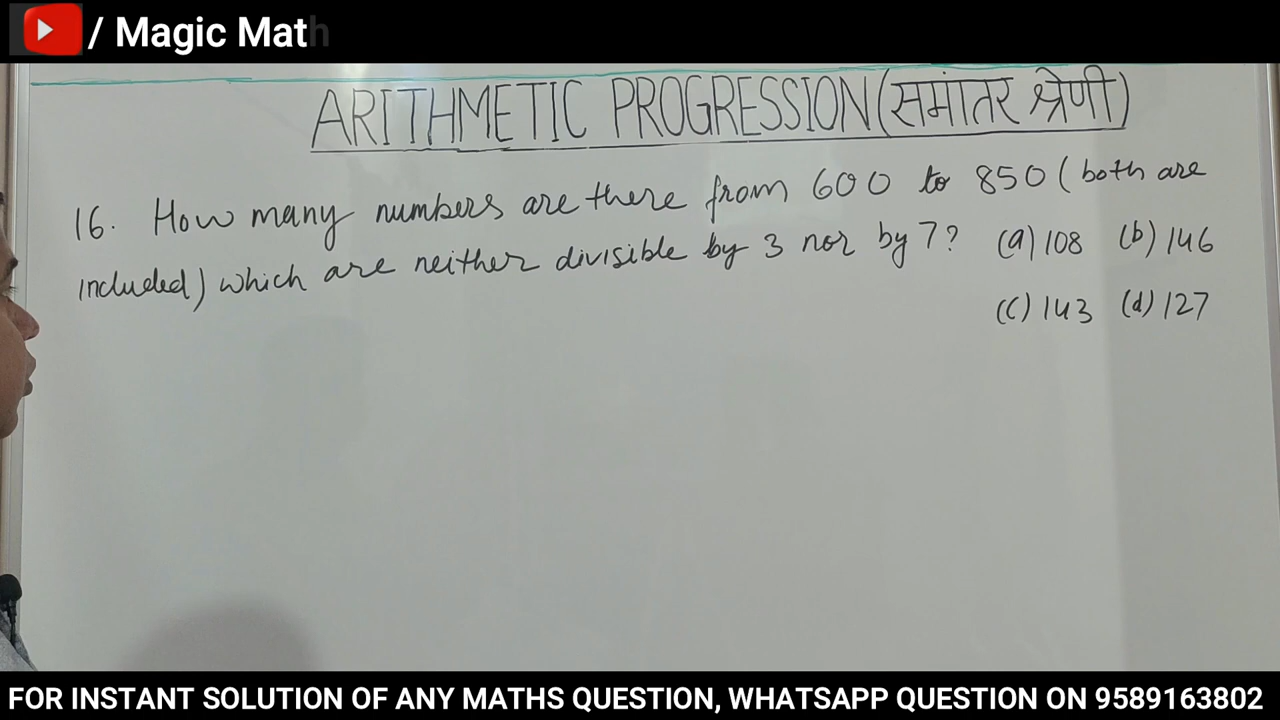 / Magic Math
ARITHMETIC PROGRESSION (समांतर श्रेणी)
16. How many numbers are there from 600 to 850 (both are
included) which are neither divisible by 3 nor by 7? (a) 108 (b) 146
(c) 143 (d) 127
FOR INSTANT SOLUTION OF ANY MATHS QUESTION, WHATSAPP QUESTION ON 9589163802